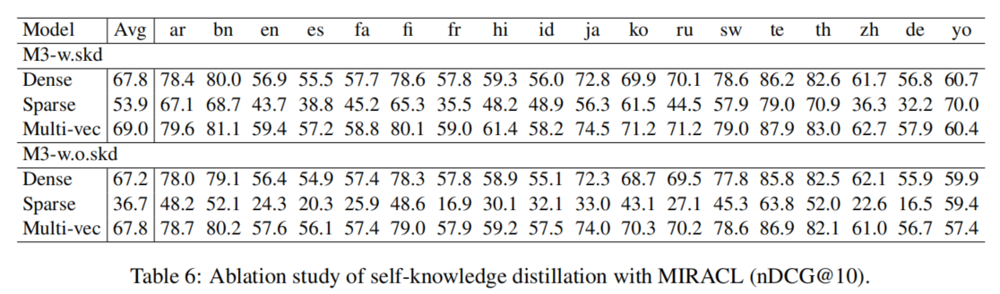 Model Avg ar bn en es fa fi fr hi id ja ko ru sw te th zh de yo
M3-w.skd
Dense 67.8 78.4 80.0 56.9 55.5 57.7 78.6 57.8 59.3 56.0 72.8 69.9 70.1 78.6 86.2 82.6 61.7 56.8 60.7
Sparse 53.9 67.1 68.7 43.7 38.8 45.2 65.3 35.5 48.2 48.9 56.3 61.5 44.5 57.9 79.0 70.9 36.3 32.2 70.0
Multi-vec 69.0 79.6 81.1 59.4 57.2 58.8 80.1 59.0 61.4 58.2 74.5 71.2 71.2 79.0 87.9 83.0 62.7 57.9 60.4
M3-w.o.skd
Dense 67.2 78.0 79.1 56.4 54.9 57.4 78.3 57.8 58.9 55.1 72.3 68.7 69.5 77.8 85.8 82.5 62.1 55.9 59.9
Sparse 36.7 48.2 52.1 24.3 20.3 25.9 48.6 16.9 30.1 32.1 33.0 43.1 27.1 45.3 63.8 52.0 22.6 16.5 59.4
Multi-vec 67.8 78.7 80.2 57.6 56.1 57.4 79.0 57.9 59.2 57.5 74.0 70.3 70.2 78.6 86.9 82.1 61.0 56.7 57.4
Table 6: Ablation study of self-knowledge distillation with MIRACL (nDCG@10).